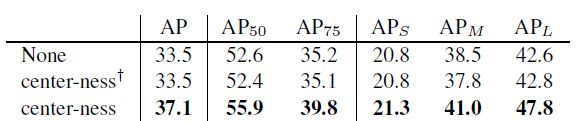 AP AP50 AP75 APS APM APL
None 33.5 52.6 35.2 20.8 38.5 42.6
center-ness† 33.5 52.4 35.1 20.8 37.8 42.8
center-ness 37.1 55.9 39.8 21.3 41.0 47.8